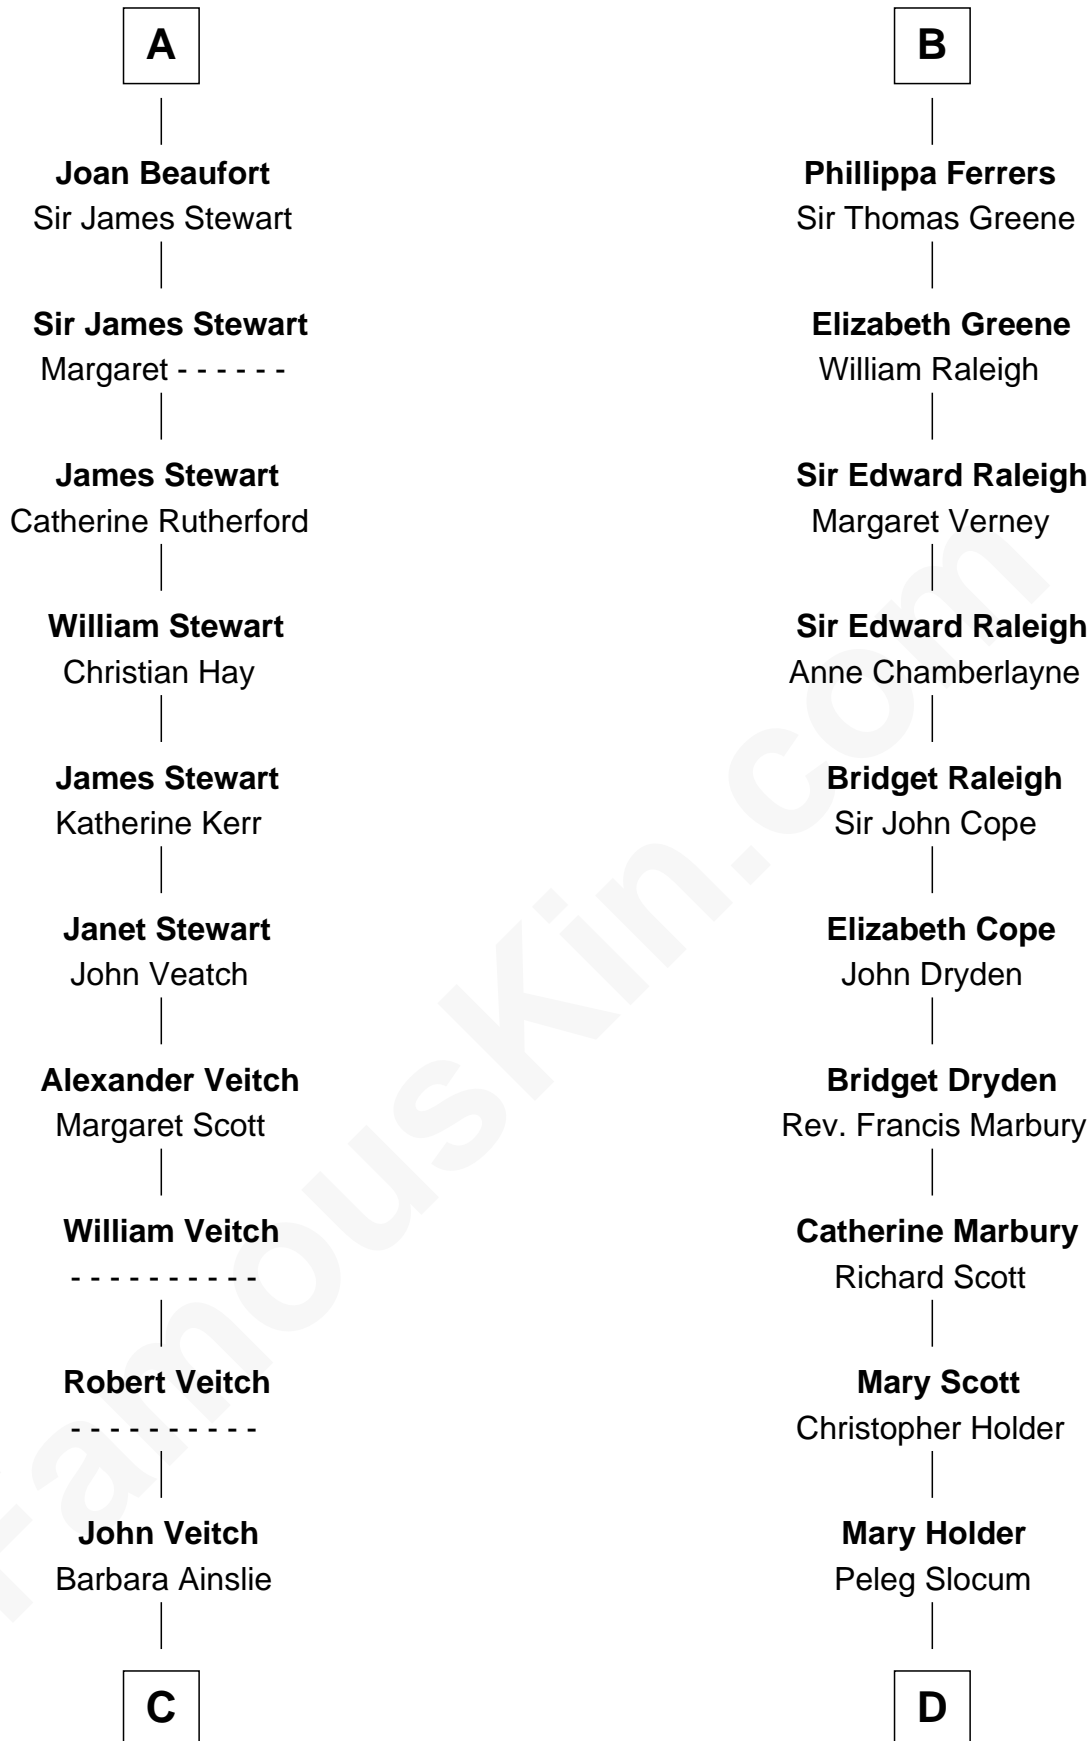 A
Joan Beaufort
Sir James Stewart
Sir James Stewart
Margaret - - - - - -
James Stewart
Catherine Rutherford
William Stewart
Christian Hay
James Stewart
Katherine Kerr
Janet Stewart
John Veatch
Alexander Veitch
Margaret Scott
William Veitch
- - - - - - - - - -
Robert Veitch
- - - - - - - - - -
John Veitch
Barbara Ainslie
C
B
Phillippa Ferrers
Sir Thomas Greene
Elizabeth Greene
William Raleigh
Sir Edward Raleigh
Margaret Verney
Sir Edward Raleigh
Anne Chamberlayne
Bridget Raleigh
Sir John Cope
Elizabeth Cope
John Dryden
Bridget Dryden
Rev. Francis Marbury
Catherine Marbury
Richard Scott
Mary Scott
Christopher Holder
Mary Holder
Peleg Slocum
D
FamousKin.com